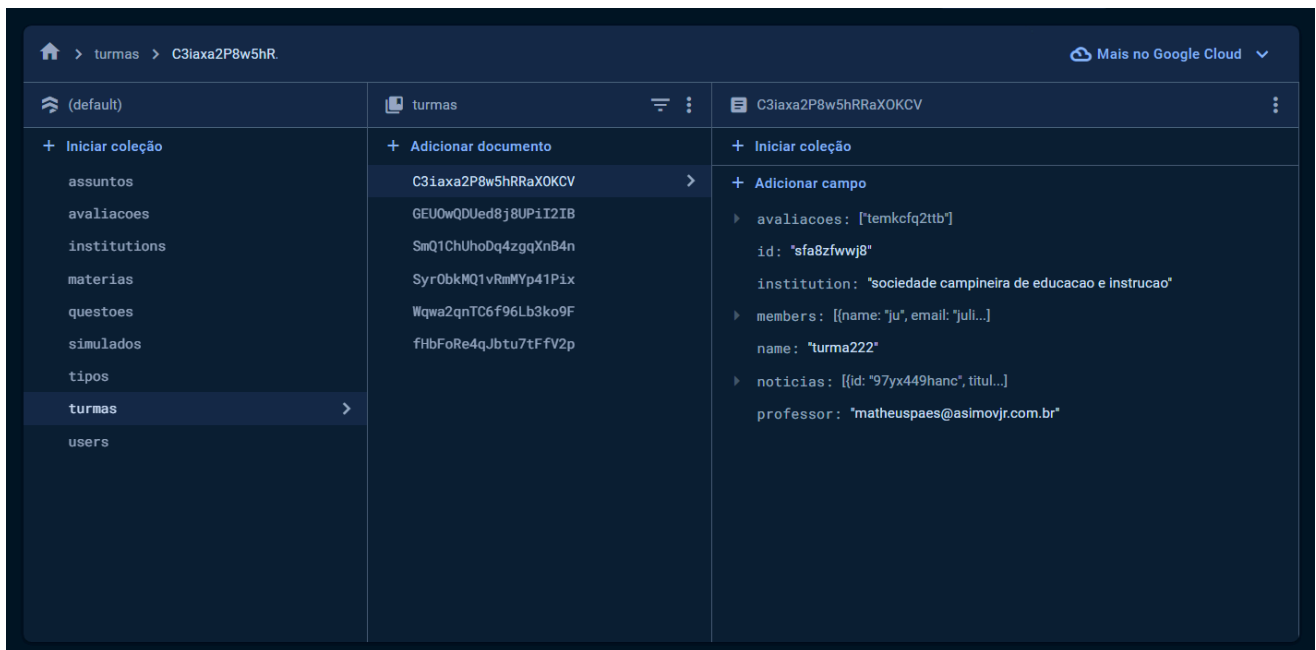 turmas > C3iaxa2P8w5hR.
Mais no Google Cloud
(default)
+ Iniciar coleção
assuntos
avaliacoes
institutions
materias
questoes
simulados
tipos
turmas
users
turmas
+ Adicionar documento
C3iaxa2P8w5hRRaXOKCV
GEUOwQDUed8j8UPiI2IB
SmQ1ChUhoDq4zgqXnB4n
SyrObkMQ1vRmMYp41Pix
Wqwa2qnTC6f96Lb3ko9F
fHbFoRe4qJbtu7tFfV2p
C3iaxa2P8w5hRRaXOKCV
+ Iniciar coleção
+ Adicionar campo
avaliacoes: ["temkcfq2ttb"]
id: "sfa8zfwwj8"
institution: "sociedade campineira de educacao e instrucao"
members: [{name: "ju", email: "juli...]
name: "turma222"
noticias: [{id: "97yx449hanc", titul...]
professor: "matheuspaes@asimovjr.com.br"